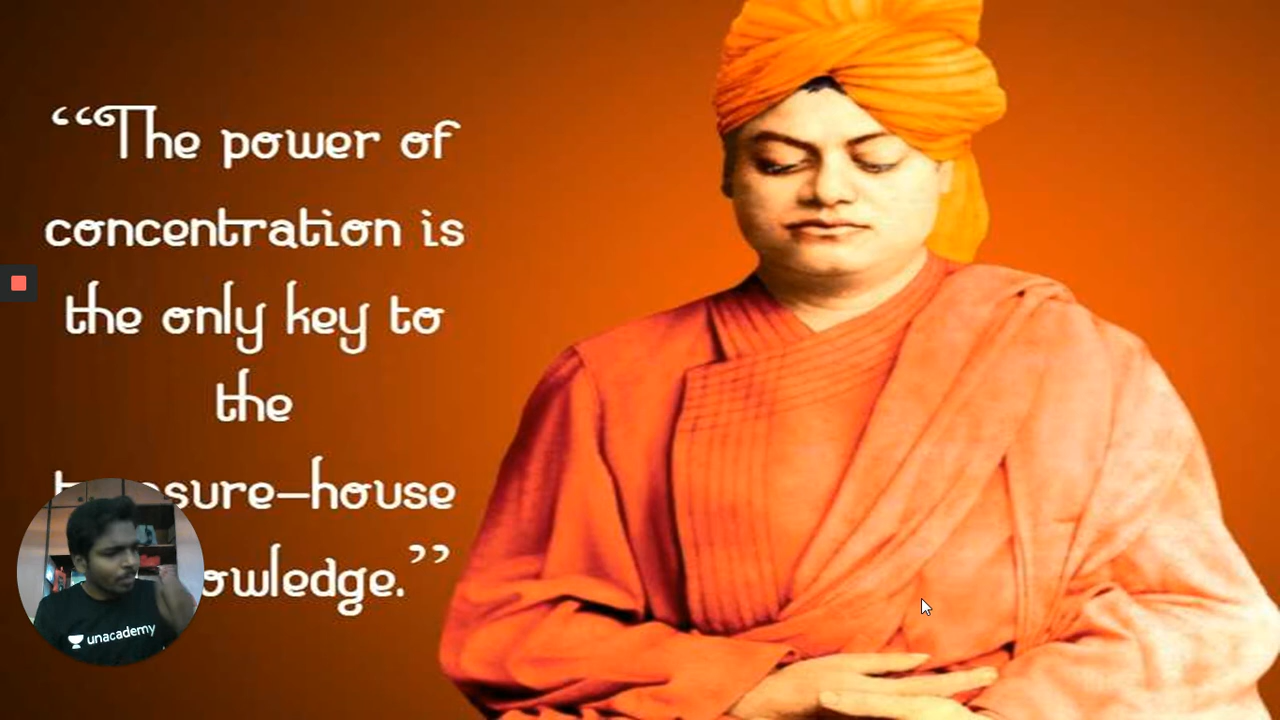 “The power of
concentration is
the only key to
the
sure-house
owledge.”
unacademy